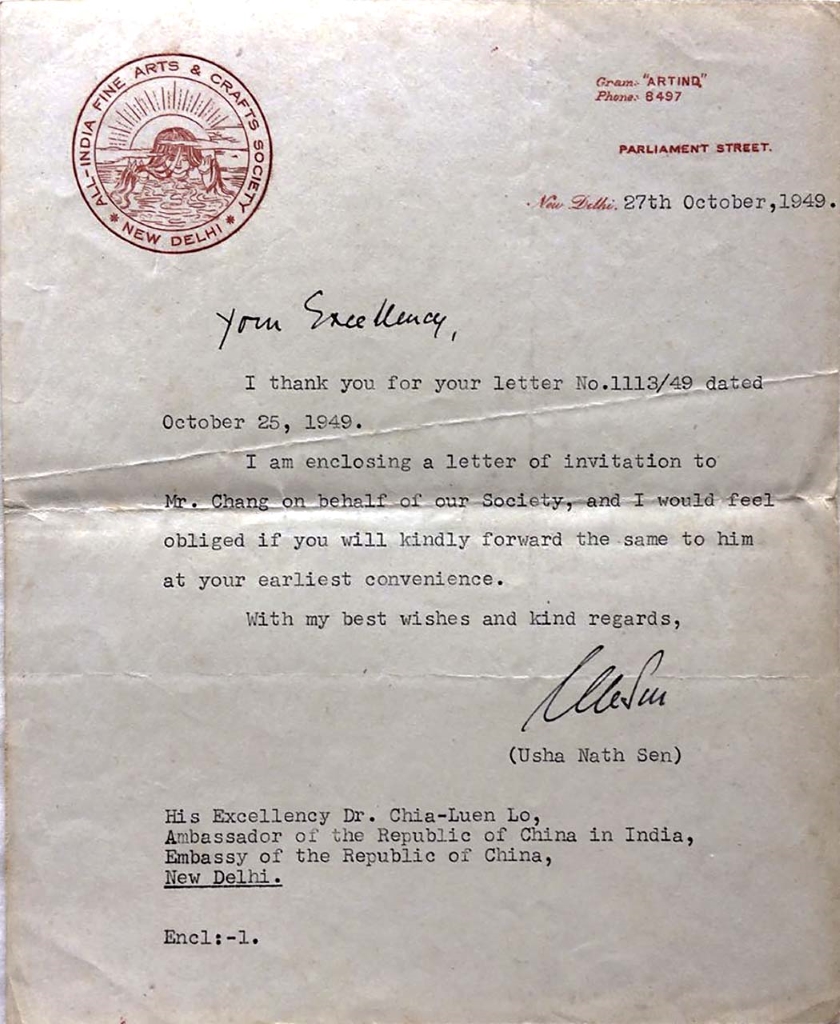 ALL-INDIA FINE ARTS & CRAFTS SOCIETY
* NEW DELHI *
Gram:- "ARTIND,"
Phone:- 8497
PARLIAMENT STREET.
New Delhi. 27th October,1949.
Your Excellency,
I thank you for your letter No.1113/49 dated
October 25, 1949.
I am enclosing a letter of invitation to
Mr. Chang on behalf of our Society, and I would feel
obliged if you will kindly forward the same to him
at your earliest convenience.
With my best wishes and kind regards,
(Usha Nath Sen)
His Excellency Dr. Chia-Luen Lo,
Ambassador of the Republic of China in India,
Embassy of the Republic of China,
New Delhi.
Encl:-1.